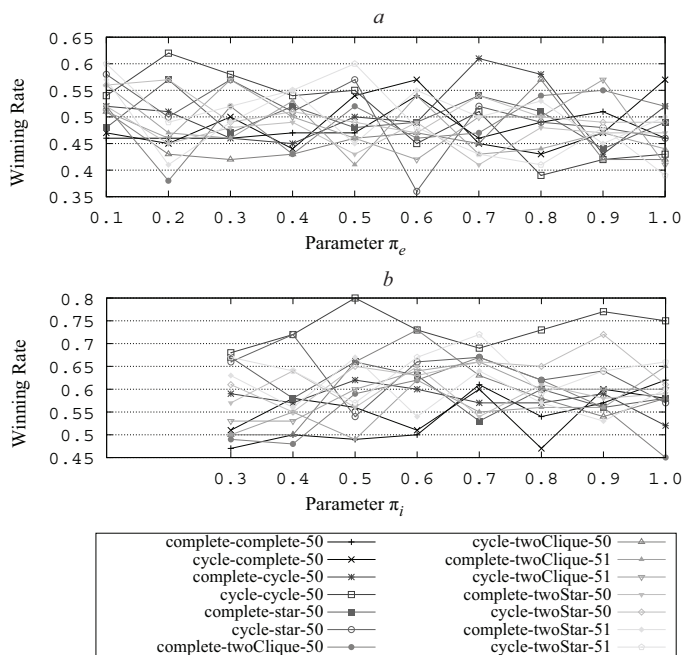 a
0.65
0.6
0.55
0.5
0.45
0.4
0.35
Winning Rate
0.1 0.2 0.3 0.4 0.5 0.6 0.7 0.8 0.9 1.0
Parameter πe
b
0.8
0.75
0.7
0.65
0.6
0.55
0.5
0.45
Winning Rate
0.3 0.4 0.5 0.6 0.7 0.8 0.9 1.0
Parameter πi
complete-complete-50
cycle-complete-50
complete-cycle-50
cycle-cycle-50
complete-star-50
cycle-star-50
complete-twoClique-50
cycle-twoClique-50
complete-twoClique-51
cycle-twoClique-51
complete-twoStar-50
cycle-twoStar-50
complete-twoStar-51
cycle-twoStar-51